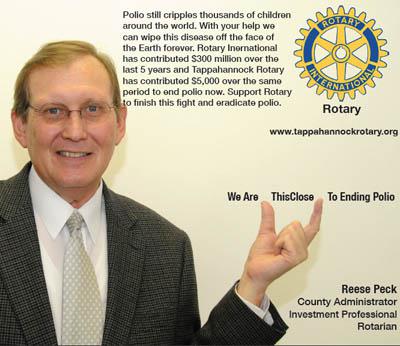 Polio still cripples thousands of children
around the world. With your help we
can wipe this disease off the face of
the Earth forever. Rotary Inernational
has contributed $300 million over the
last 5 years and Tappahannock Rotary
has contributed $5,000 over the same
period to end polio now. Support Rotary
to finish this fight and eradicate polio.
ROTARY
INTERNATIONAL
Rotary
www.tappahannockrotary.org
We Are ThisClose To Ending Polio
Reese Peck
County Administrator
Investment Professional
Rotarian